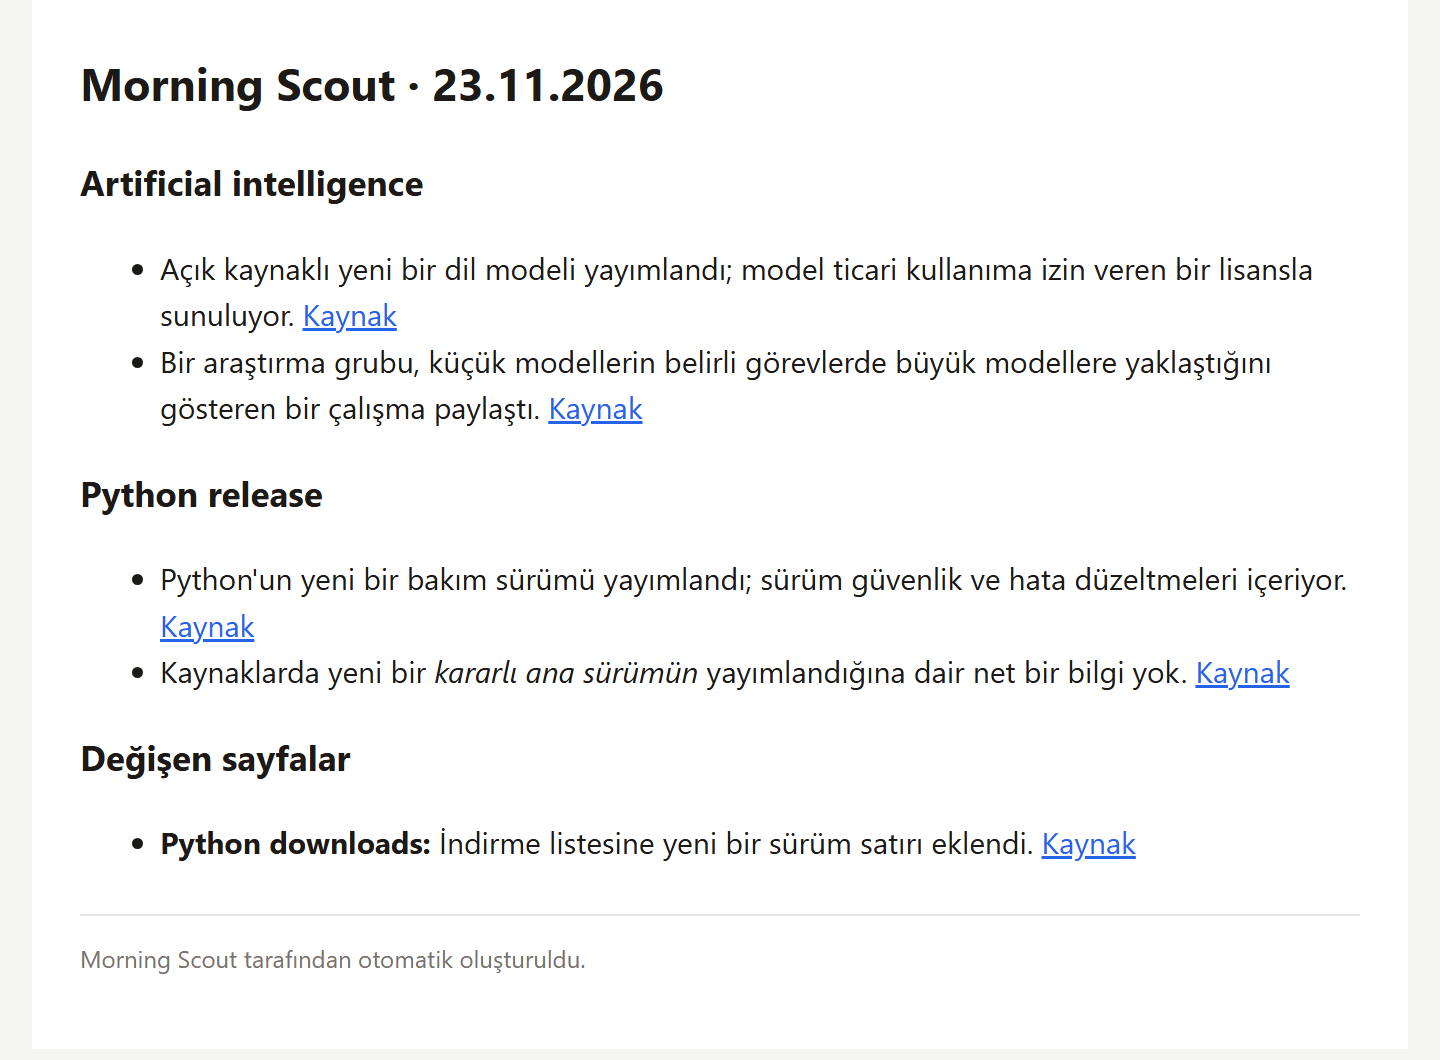 Morning Scout · 23.11.2026
Artificial intelligence
• Açık kaynaklı yeni bir dil modeli yayımlandı; model ticari kullanıma izin veren bir lisansla
sunuluyor. Kaynak
• Bir araştırma grubu, küçük modellerin belirli görevlerde büyük modellere yaklaştığını
gösteren bir çalışma paylaştı. Kaynak
Python release
• Python'un yeni bir bakım sürümü yayımlandı; sürüm güvenlik ve hata düzeltmeleri içeriyor.
Kaynak
• Kaynaklarda yeni bir kararlı ana sürümün yayımlandığına dair net bir bilgi yok. Kaynak
Değişen sayfalar
• Python downloads: İndirme listesine yeni bir sürüm satırı eklendi. Kaynak
Morning Scout tarafından otomatik oluşturuldu.